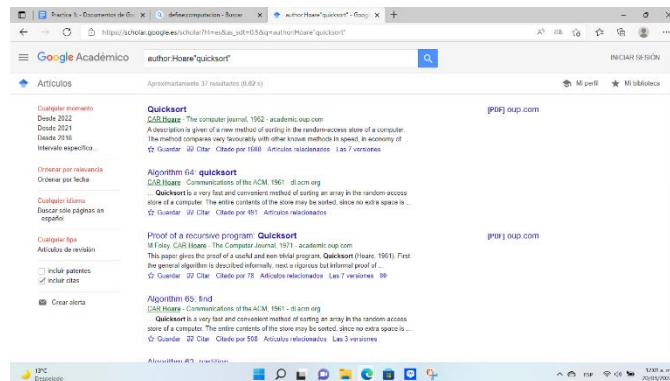 Practica 1. - Documentos de Go
define:computacion - Buscar
author:Hoare"quicksort" - Goog
https://scholar.google.es/scholar?hl=es&as_sdt=0.5&q=author:Hoare"quicksort"
Google Académico
author:Hoare"quicksort"
INICIAR SESIÓN
Artículos
Aproximadamente 37 resultados (0,02 s)
Mi perfil
Mi biblioteca
Cualquier momento
Desde 2022
Desde 2021
Desde 2018
Intervalo específico...
Ordenar por relevancia
Ordenar por fecha
Cualquier idioma
Buscar sólo páginas en
español
Cualquier tipo
Artículos de revisión
incluir patentes
incluir citas
Crear alerta
Quicksort
CAR Hoare - The computer journal, 1962 - academic.oup.com
A description is given of a new method of sorting in the random-access store of a computer.
The method compares very favourably with other known methods in speed, in economy of ...
Guardar Citar Citado por 1680 Artículos relacionados Las 7 versiones
[PDF] oup.com
Algorithm 64: quicksort
CAR Hoare - Communications of the ACM, 1961 - dl.acm.org
... Quicksort is a very fast and convenient method of sorting an array in the random-access
store of a computer. The entire contents of the store may be sorted, since no extra space is ...
Guardar Citar Citado por 491 Artículos relacionados
Proof of a recursive program: Quicksort
M Foley, CAR Hoare - The Computer Journal, 1971 - academic.oup.com
This paper gives the proof of a useful and non-trivial program, Quicksort (Hoare, 1961). First
the general algorithm is described informally, next a rigorous but informal proof of ...
Guardar Citar Citado por 78 Artículos relacionados Las 7 versiones
[PDF] oup.com
Algorithm 65: find
CAR Hoare - Communications of the ACM, 1961 - dl.acm.org
... Quicksort is a very fast and convenient method of sorting an array in the random-access
store of a computer. The entire contents of the store may be sorted, since no extra space is ...
Guardar Citar Citado por 508 Artículos relacionados Las 3 versiones
Algorithm 63: partition
13°C
Despejado
ESP